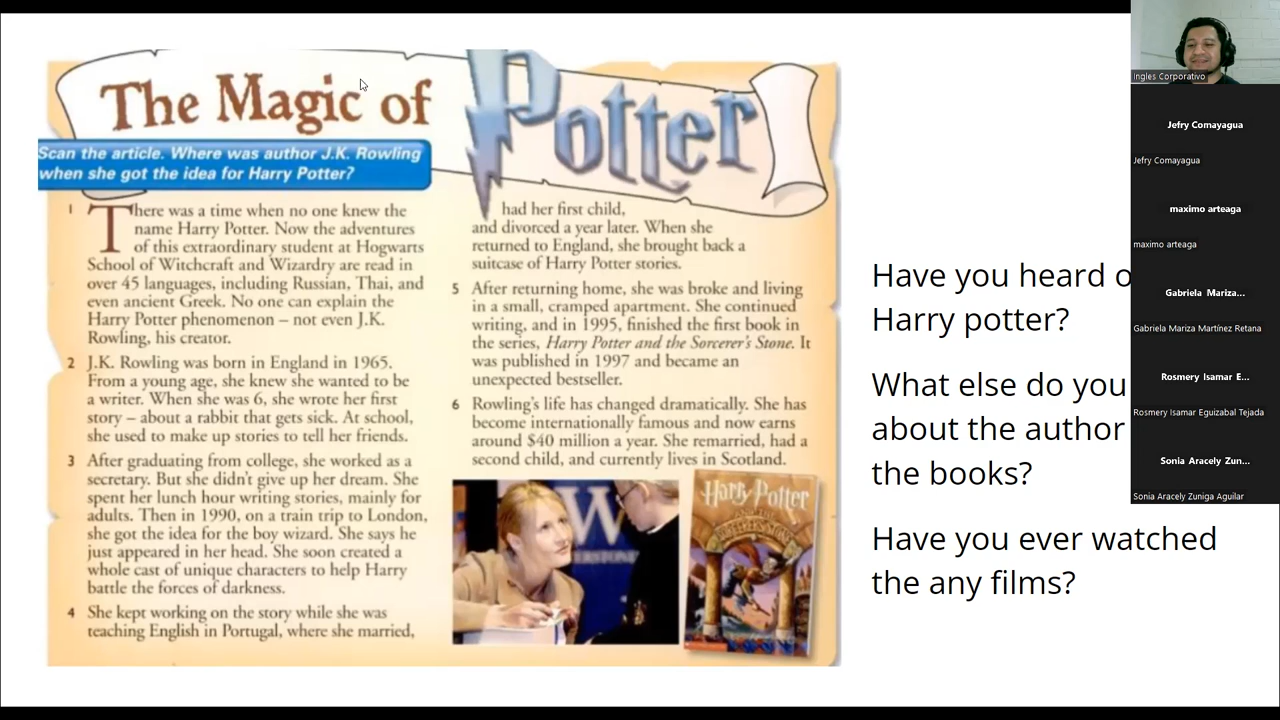 The Magic of Potter
Scan the article. Where was author J.K. Rowling
when she got the idea for Harry Potter?
1 There was a time when no one knew the
name Harry Potter. Now the adventures
of this extraordinary student at Hogwarts
School of Witchcraft and Wizardry are read in
over 45 languages, including Russian, Thai, and
even ancient Greek. No one can explain the
Harry Potter phenomenon – not even J.K.
Rowling, his creator.
2 J.K. Rowling was born in England in 1965.
From a young age, she knew she wanted to be
a writer. When she was 6, she wrote her first
story – about a rabbit that gets sick. At school,
she used to make up stories to tell her friends.
3 After graduating from college, she worked as a
secretary. But she didn't give up her dream. She
spent her lunch hour writing stories, mainly for
adults. Then in 1990, on a train trip to London,
she got the idea for the boy wizard. She says he
just appeared in her head. She soon created a
whole cast of unique characters to help Harry
battle the forces of darkness.
4 She kept working on the story while she was
teaching English in Portugal, where she married,
had her first child,
and divorced a year later. When she
returned to England, she brought back a
suitcase of Harry Potter stories.
5 After returning home, she was broke and living
in a small, cramped apartment. She continued
writing, and in 1995, finished the first book in
the series, Harry Potter and the Sorcerer's Stone. It
was published in 1997 and became an
unexpected bestseller.
6 Rowling's life has changed dramatically. She has
become internationally famous and now earns
around $40 million a year. She remarried, had a
second child, and currently lives in Scotland.
W
Harry Potter
Have you heard o
Harry potter?
What else do you
about the author
the books?
Have you ever watched
the any films?
Ingles Corporativo
Jefry Comayagua
Jefry Comayagua
maximo arteaga
maximo arteaga
Gabriela Mariza...
Gabriela Mariza Martínez Retana
Rosmery Isamar E...
Rosmery Isamar Eguizabal Tejada
Sonia Aracely Zun...
Sonia Aracely Zuniga Aguilar